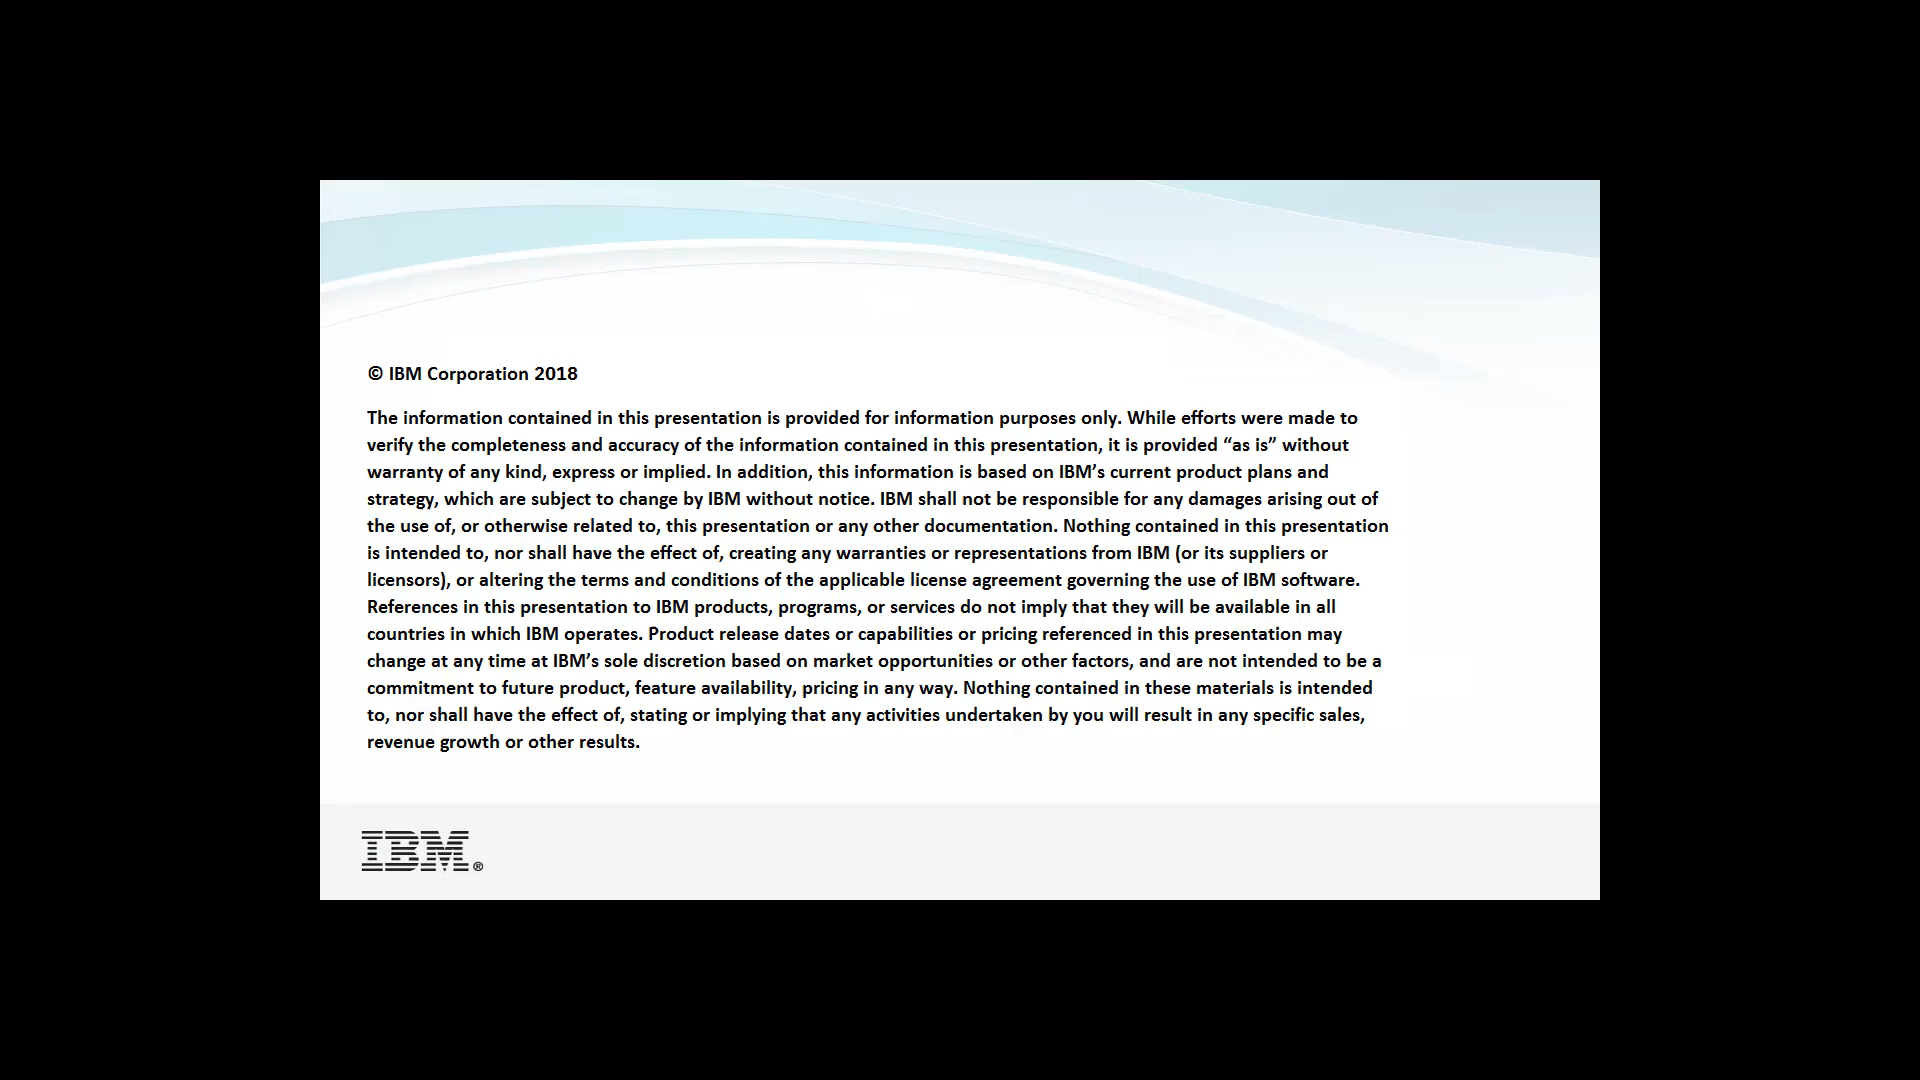 © IBM Corporation 2018
The information contained in this presentation is provided for information purposes only. While efforts were made to
verify the completeness and accuracy of the information contained in this presentation, it is provided “as is” without
warranty of any kind, express or implied. In addition, this information is based on IBM’s current product plans and
strategy, which are subject to change by IBM without notice. IBM shall not be responsible for any damages arising out of
the use of, or otherwise related to, this presentation or any other documentation. Nothing contained in this presentation
is intended to, nor shall have the effect of, creating any warranties or representations from IBM (or its suppliers or
licensors), or altering the terms and conditions of the applicable license agreement governing the use of IBM software.
References in this presentation to IBM products, programs, or services do not imply that they will be available in all
countries in which IBM operates. Product release dates or capabilities or pricing referenced in this presentation may
change at any time at IBM’s sole discretion based on market opportunities or other factors, and are not intended to be a
commitment to future product, feature availability, pricing in any way. Nothing contained in these materials is intended
to, nor shall have the effect of, stating or implying that any activities undertaken by you will result in any specific sales,
revenue growth or other results.
IBM®